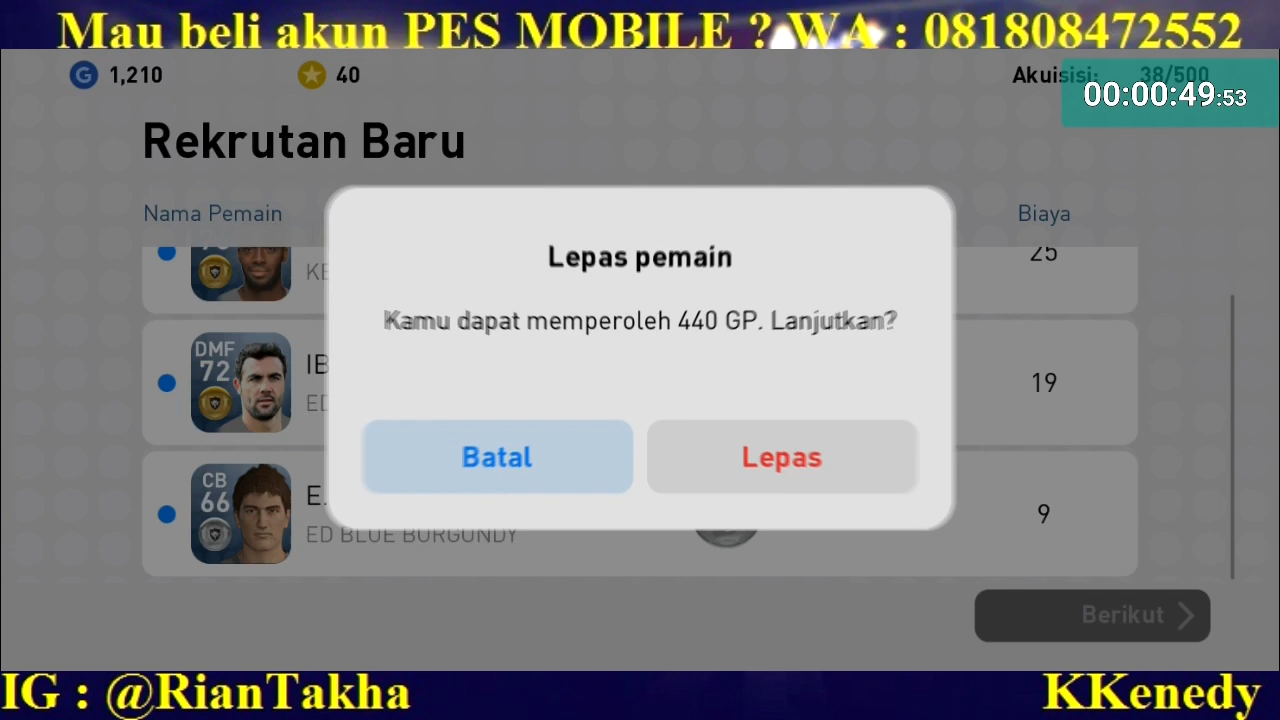 Mau beli akun PES MOBILE ? WA : 081808472552
G 1,210
40
Akuisisi: 38/500
00:00:49:53
Rekrutan Baru
Nama Pemain
Biaya
25
Lepas pemain
Kamu dapat memperoleh 440 GP. Lanjutkan?
DMF
72
IB
ED
19
Batal
Lepas
CB
66
E.
ED BLUE BURGUNDY
9
Berikut
IG : @RianTakha
KKenedy